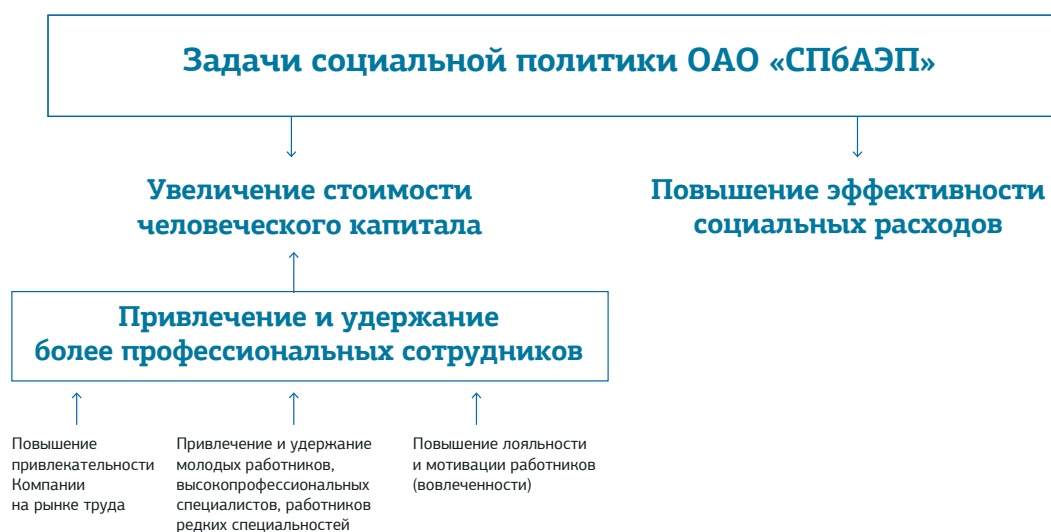 Задачи социальной политики ОАО «СПбАЭП»
Увеличение стоимости
человеческого капитала
Повышение эффективности
социальных расходов
Привлечение и удержание
более профессиональных сотрудников
Повышение
привлекательности
Компании
на рынке труда
Привлечение и удержание
молодых работников,
высокопрофессиональных
специалистов, работников
редких специальностей
Повышение лояльности
и мотивации работников
(вовлеченности)